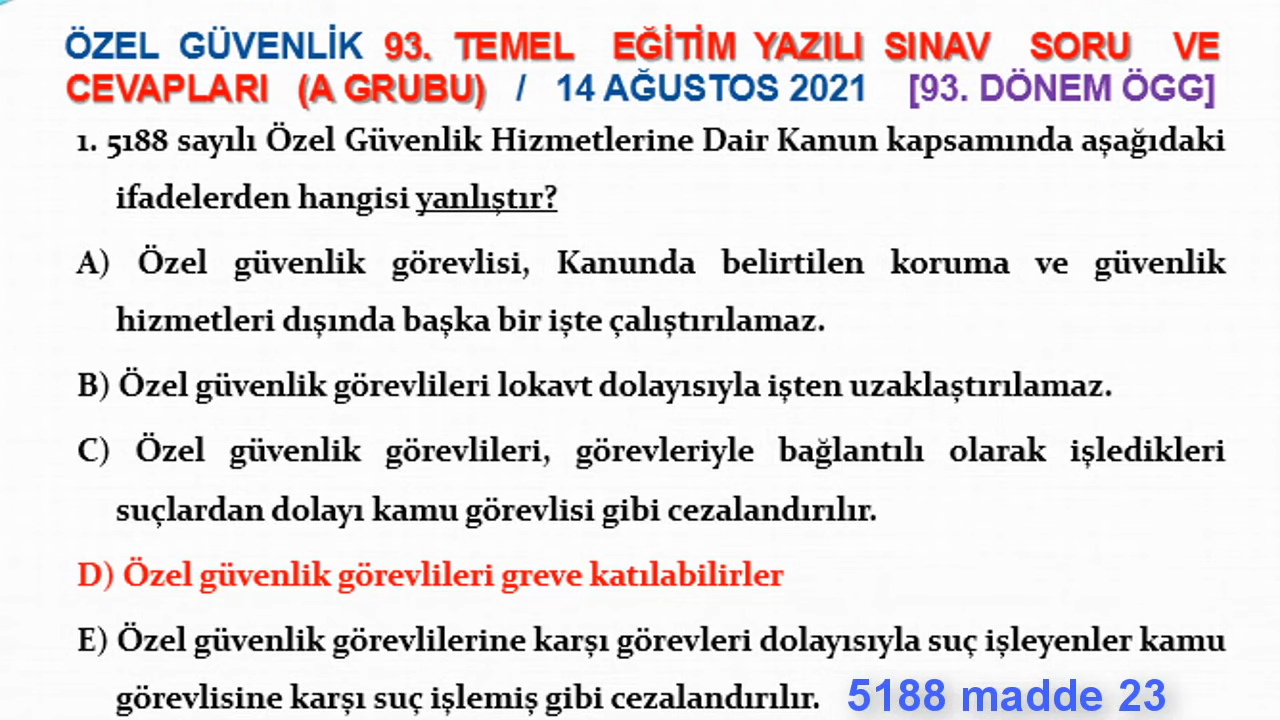 ÖZEL GÜVENLİK 93. TEMEL EĞİTİM YAZILI SINAV SORU VE
CEVAPLARI (A GRUBU) / 14 AĞUSTOS 2021 [93. DÖNEM ÖGG]
1. 5188 sayılı Özel Güvenlik Hizmetlerine Dair Kanun kapsamında aşağıdaki
ifadelerden hangisi yanlıştır?
A) Özel güvenlik görevlisi, Kanunda belirtilen koruma ve güvenlik
hizmetleri dışında başka bir işte çalıştırılamaz.
B) Özel güvenlik görevlileri lokavt dolayısıyla işten uzaklaştırılamaz.
C) Özel güvenlik görevlileri, görevleriyle bağlantılı olarak işledikleri
suçlardan dolayı kamu görevlisi gibi cezalandırılır.
D) Özel güvenlik görevlileri greve katılabilirler
E) Özel güvenlik görevlilerine karşı görevleri dolayısıyla suç işleyenler kamu
görevlisine karşı suç işlemiş gibi cezalandırılır. 5188 madde 23